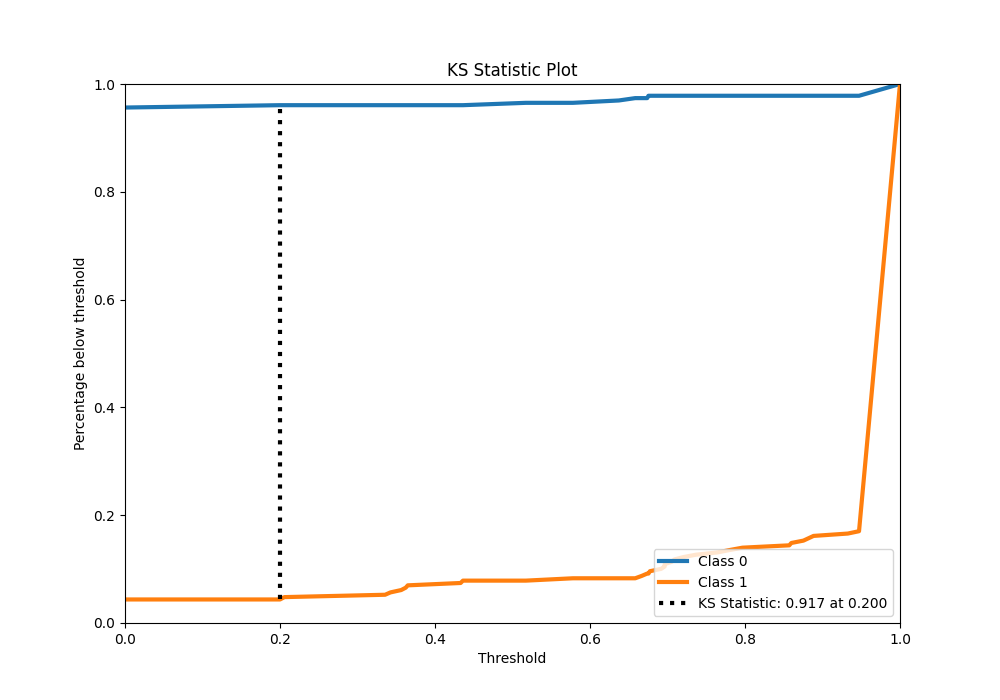 KS Statistic Plot
1.0
0.8
0.6
0.4
0.2
0.0
Percentage below threshold
0.0 0.2 0.4 0.6 0.8 1.0
Threshold
Class 0
Class 1
KS Statistic: 0.917 at 0.200